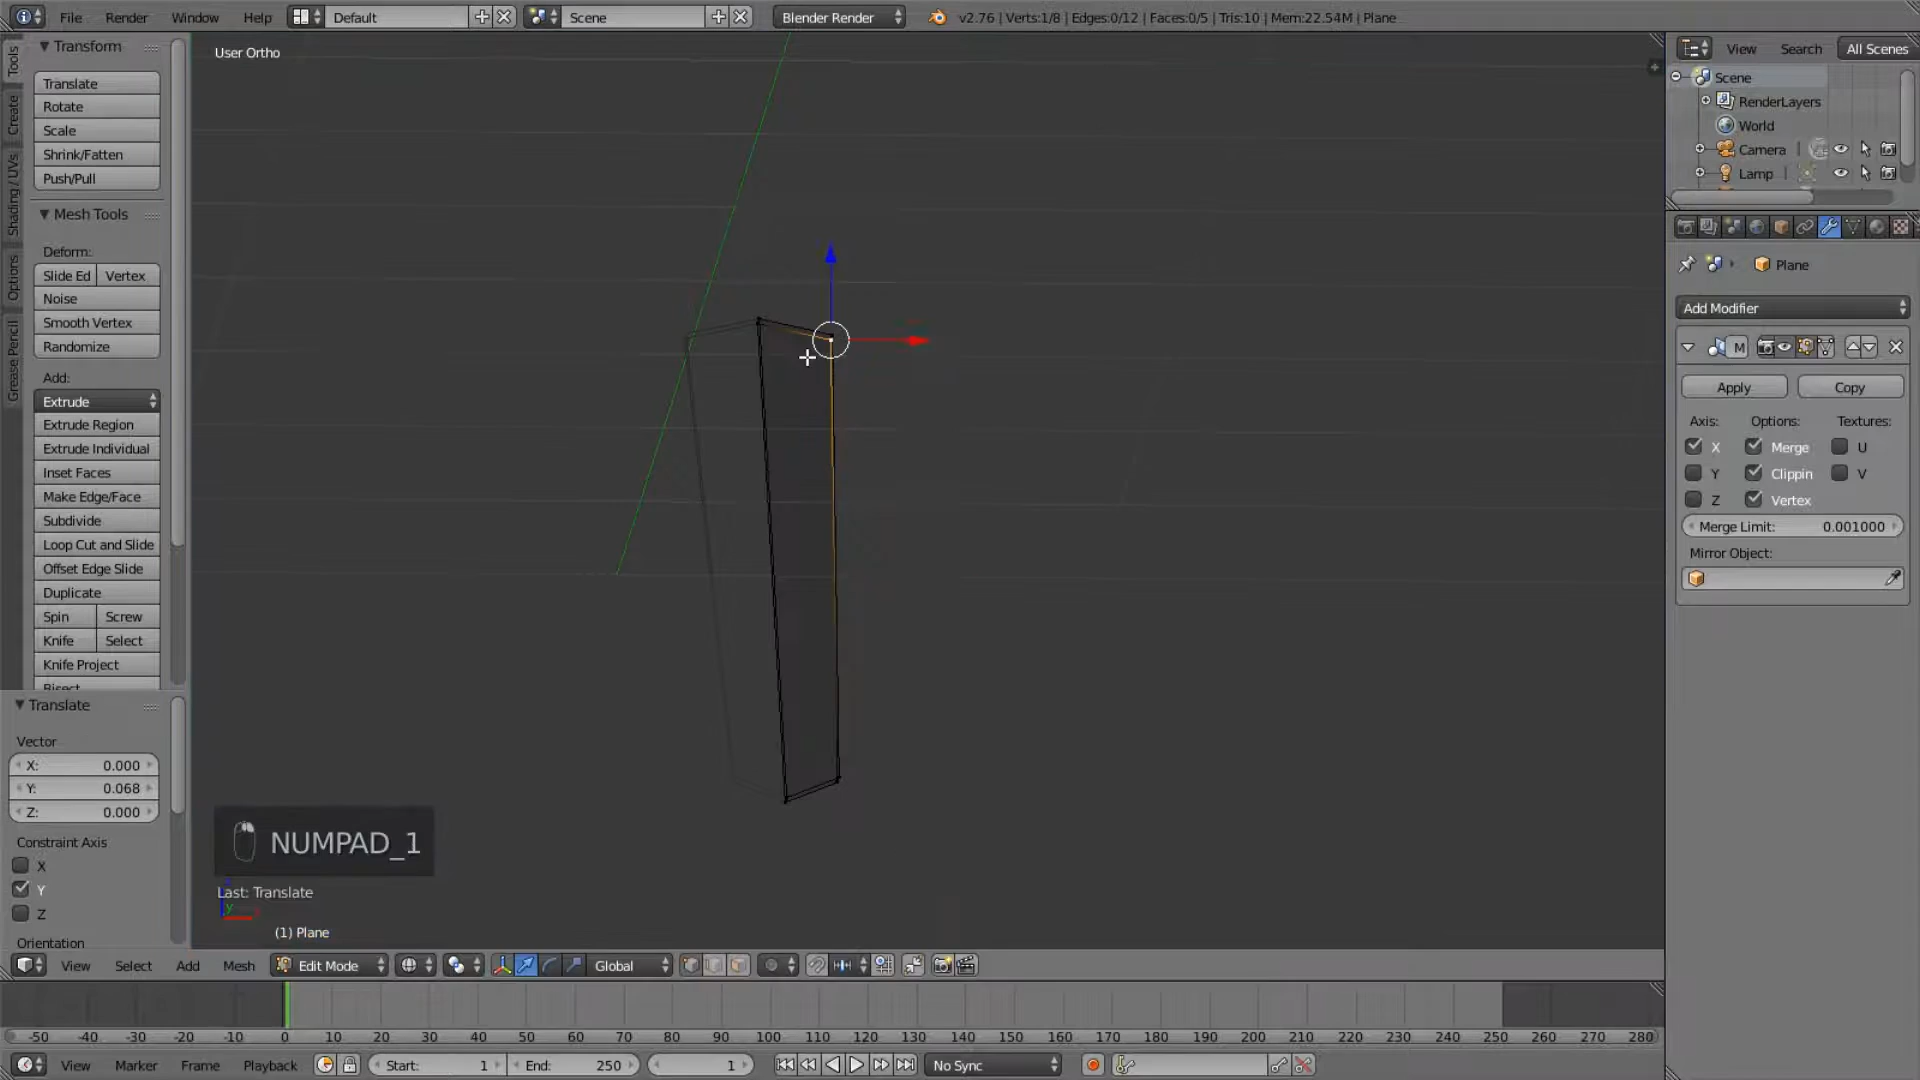 File Render Window Help Default Scene Blender Render v2.76 | Verts:1/8 | Edges:0/12 | Faces:0/5 | Tris:10 | Mem:22.54M | Plane
Tools
Create
Shading / UVs
Options
Grease Pencil
Transform
Translate
Rotate
Scale
Shrink/Fatten
Push/Pull
Mesh Tools
Deform:
Slide Ed Vertex
Noise
Smooth Vertex
Randomize
Add:
Extrude
Extrude Region
Extrude Individual
Inset Faces
Make Edge/Face
Subdivide
Loop Cut and Slide
Offset Edge Slide
Duplicate
Spin Screw
Knife Select
Knife Project
Bisect
Translate
Vector
X: 0.000
Y: 0.068
Z: 0.000
Constraint Axis
X
Y
Z
Orientation
User Ortho
NUMPAD_1
Last: Translate
y
(1) Plane
View Search All Scenes
Scene
RenderLayers
World
Camera
Lamp
Plane
Add Modifier
M
Apply Copy
Axis: Options: Textures:
X Merge U
Y Clippin V
Z Vertex
Merge Limit: 0.001000
Mirror Object:
View Select Add Mesh Edit Mode Global
-50 -40 -30 -20 -10 0 10 20 30 40 50 60 70 80 90 100 110 120 130 140 150 160 170 180 190 200 210 220 230 240 250 260 270 280
View Marker Frame Playback Start: 1 End: 250 1 No Sync